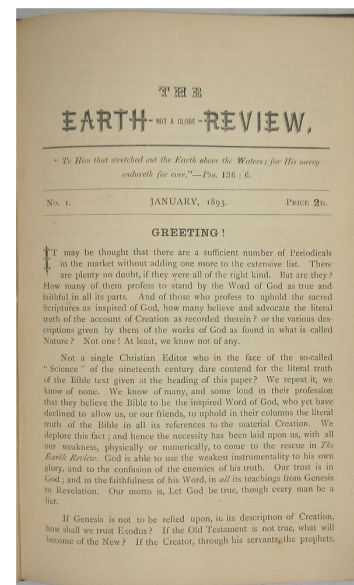 THE
EARTH-NOT A GLOBE-REVIEW.
"To Him that stretched out the Earth above the Waters; for His mercy
endureth for ever."—Psa. 136 : 6.
No. 1. JANUARY, 1893. PRICE 2D.
GREETING!
IT may be thought that there are a sufficient number of Periodicals
in the market without adding one more to the extensive list. There
are plenty no doubt, if they were all of the right kind. But are they?
How many of them profess to stand by the Word of God as true and
faithful in all its parts. And of those who profess to uphold the sacred
Scriptures as inspired of God, how many believe and advocate the literal
truth of the account of Creation as recorded therein? or the various des-
criptions given by them of the works of God as found in what is called
Nature? Not one! At least, we know not of any.
Not a single Christian Editor who in the face of the so-called
"Science" of the nineteenth century dare contend for the literal truth
of the Bible text given at the heading of this paper? We repeat it, we
know of none. We know of many, and some loud in their profession
that they believe the Bible to be the inspired Word of God, who yet have
declined to allow us, or our friends, to uphold in their columns the literal
truth of the Bible in all its references to the material Creation. We
deplore this fact; and hence the necessity has been laid upon us, with all
our weakness, physically or numerically, to come to the rescue in The
Earth Review. God is able to use the weakest instrumentality to his own
glory, and to the confusion of the enemies of his truth. Our trust is in
God; and in the faithfulness of his Word, in all its teachings from Genesis
to Revelation. Our motto is, Let God be true, though every man be a
liar.
If Genesis is not to be relied upon, in its description of Creation,
how shall we trust Exodus? If the Old Testament is not true, what will
become of the New? If the Creator, through his servants, the prophets,